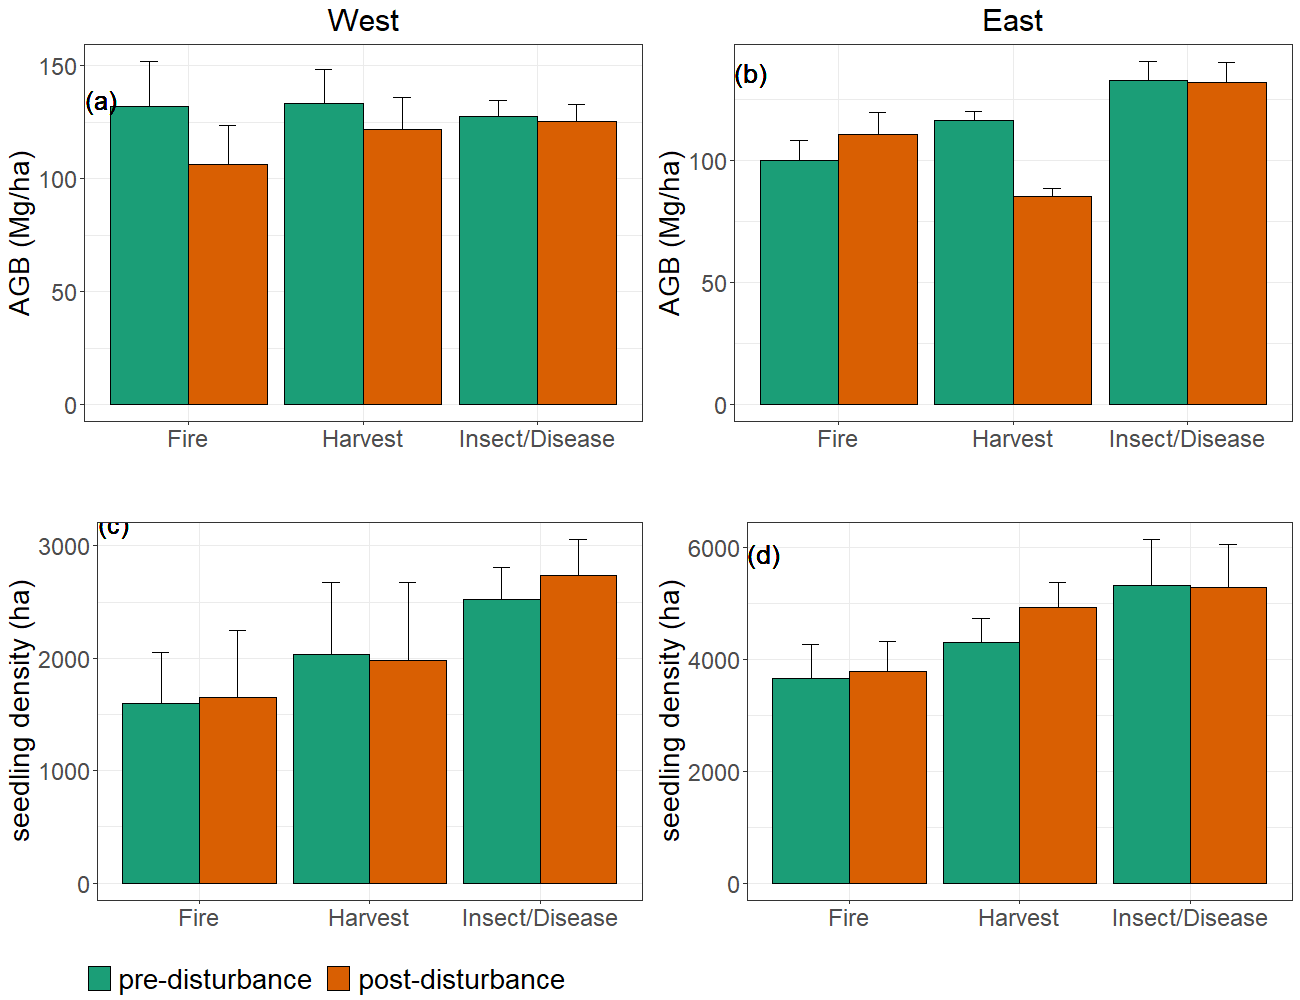 West
East
(a)
(b)
AGB (Mg/ha)
150
100
50
0
Fire Harvest Insect/Disease
AGB (Mg/ha)
100
50
0
Fire Harvest Insect/Disease
(c)
(d)
seedling density (ha)
3000
2000
1000
0
Fire Harvest Insect/Disease
seedling density (ha)
6000
4000
2000
0
Fire Harvest Insect/Disease
pre-disturbance post-disturbance